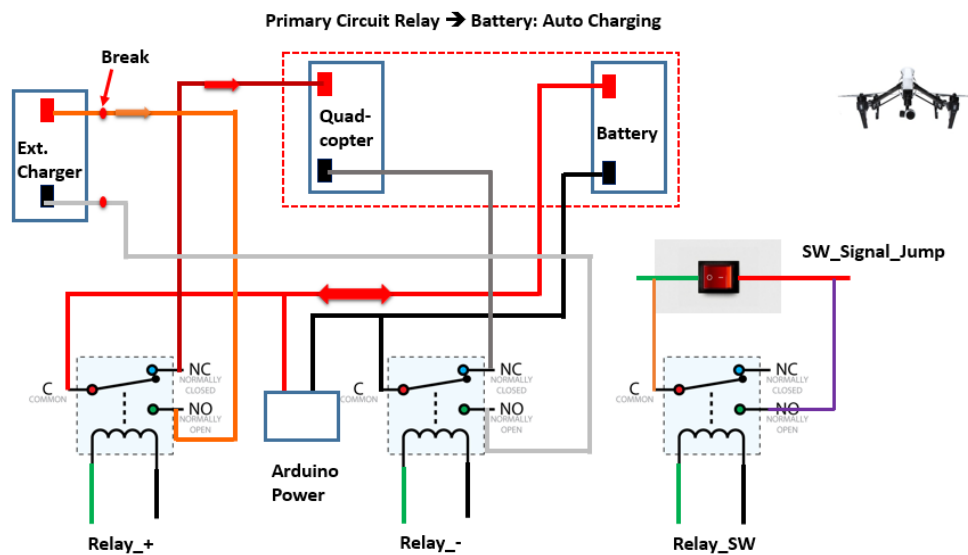 Primary Circuit Relay → Battery: Auto Charging
Break
Ext.
Charger
Quad-
copter
Battery
SW_Signal_Jump
C
COMMON
NC
NORMALLY
CLOSED
NO
NORMALLY
OPEN
Arduino
Power
C
COMMON
NC
NORMALLY
CLOSED
NO
NORMALLY
OPEN
C
COMMON
NC
NORMALLY
CLOSED
NO
NORMALLY
OPEN
Relay_+
Relay_-
Relay_SW